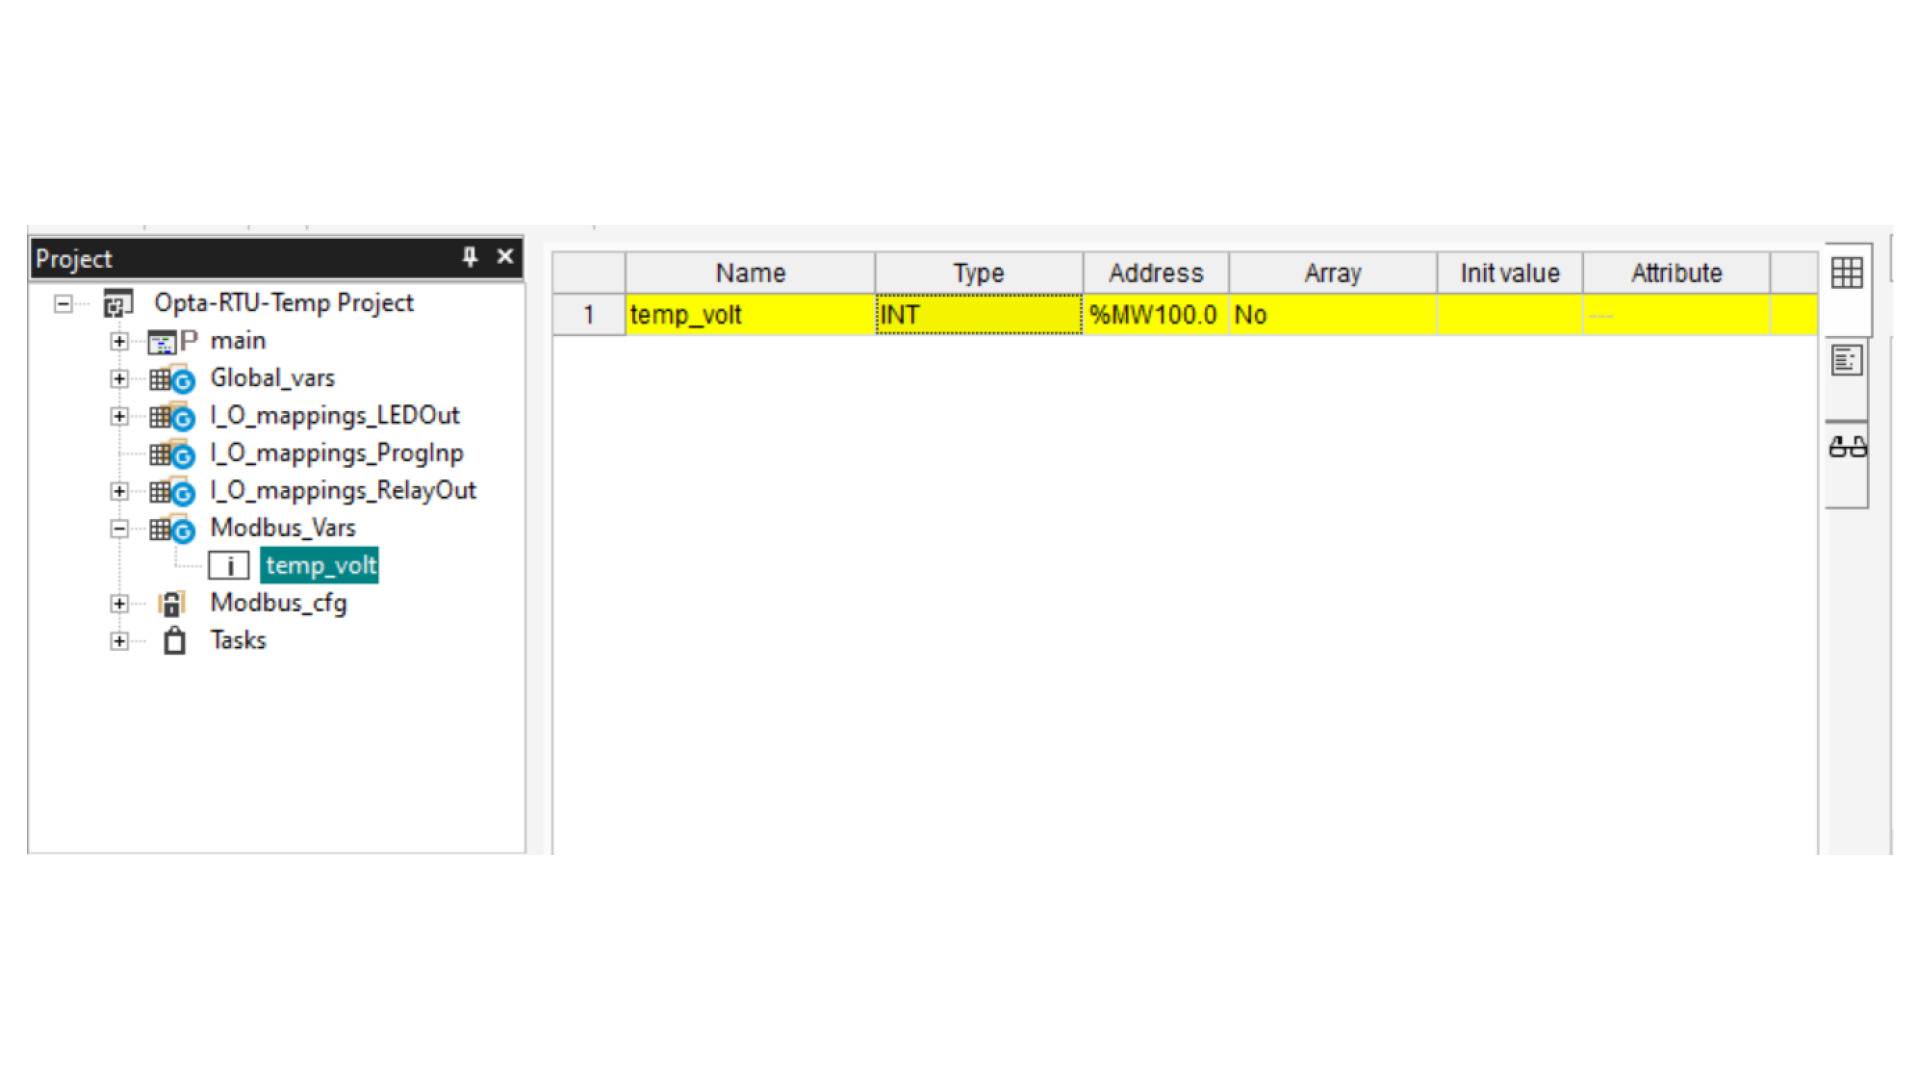 Project
Opta-RTU-Temp Project
P main
Global_vars
I_O_mappings_LEDOut
I_O_mappings_ProgInp
I_O_mappings_RelayOut
Modbus_Vars
i temp_volt
Modbus_cfg
Tasks
Name Type Address Array Init value Attribute
1 temp_volt INT %MW100.0 No ---